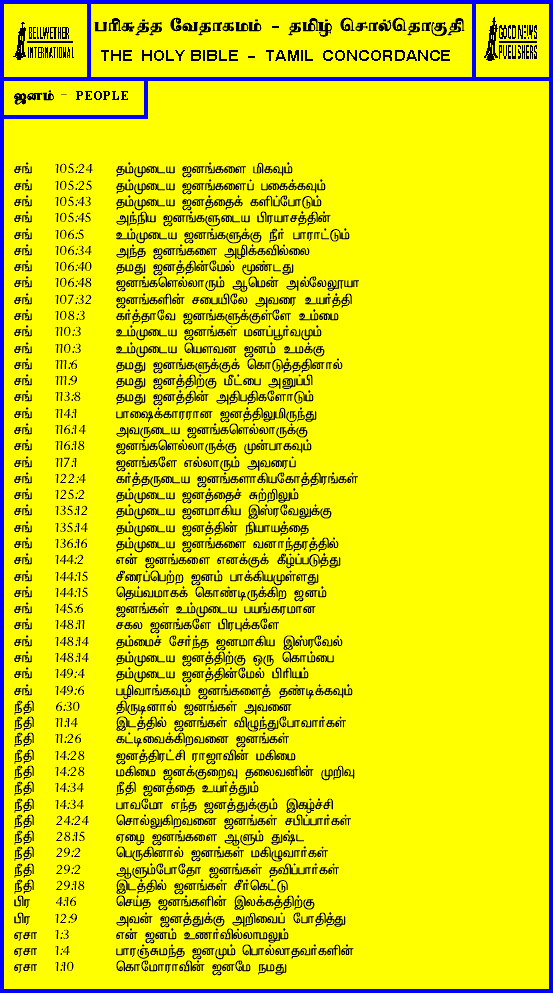 BELLWETHER INTERNATIONAL
பரிசுத்த வேதாகமம் - தமிழ் சொல்தொகுதி
THE HOLY BIBLE - TAMIL CONCORDANCE
GOOD NEWS PUBLISHERS
ஜனம் - PEOPLE
சங் 105:24 தம்முடைய ஜனங்களை மிகவும்
சங் 105:25 தம்முடைய ஜனங்களைப் பகைக்கவும்
சங் 105:43 தம்முடைய ஜனத்தைக் களிப்போடும்
சங் 105:45 அந்நிய ஜனங்களுடைய பிரயாசத்தின்
சங் 106:5 உம்முடைய ஜனங்களுக்கு நீர் பாராட்டும்
சங் 106:34 அந்த ஜனங்களை அழிக்கவில்லை
சங் 106:40 தமது ஜனத்தின்மேல் மூண்டது
சங் 106:48 ஜனங்களெல்லாரும் ஆமென் அல்லேலூயா
சங் 107:32 ஜனங்களின் சபையிலே அவரை உயர்த்தி
சங் 108:3 கர்த்தாவே ஜனங்களுக்குள்ளே உம்மை
சங் 110:3 உம்முடைய ஜனங்கள் மனப்பூர்வமும்
சங் 110:3 உம்முடைய யௌவன ஜனம் உமக்கு
சங் 111:6 தமது ஜனங்களுக்குக் கொடுத்ததினால்
சங் 111:9 தமது ஜனத்திற்கு மீட்பை அனுப்பி
சங் 113:8 தமது ஜனத்தின் அதிபதிகளோடும்
சங் 114:1 பாஷைக்காரரான ஜனத்திலுமிருந்து
சங் 116:14 அவருடைய ஜனங்களெல்லாருக்கு
சங் 116:18 ஜனங்களெல்லாருக்கு முன்பாகவும்
சங் 117:1 ஜனங்களே எல்லாரும் அவரைப்
சங் 122:4 கர்த்தருடைய ஜனங்களாகியகோத்திரங்கள்
சங் 125:2 தம்முடைய ஜனத்தைச் சுற்றிலும்
சங் 135:12 தம்முடைய ஜனமாகிய இஸ்ரவேலுக்கு
சங் 135:14 தம்முடைய ஜனத்தின் நியாயத்தை
சங் 136:16 தம்முடைய ஜனங்களை வனாந்தரத்தில்
சங் 144:2 என் ஜனங்களை எனக்குக் கீழ்ப்படுத்து
சங் 144:15 சீரைப்பெற்ற ஜனம் பாக்கியமுள்ளது
சங் 144:15 தெய்வமாகக் கொண்டிருக்கிற ஜனம்
சங் 145:6 ஜனங்கள் உம்முடைய பயங்கரமான
சங் 148:11 சகல ஜனங்களே பிரபுக்களே
சங் 148:14 தம்மைச் சேர்ந்த ஜனமாகிய இஸ்ரவேல்
சங் 148:14 தம்முடைய ஜனத்திற்கு ஒரு கொம்பை
சங் 149:4 தம்முடைய ஜனத்தின்மேல் பிரியம்
சங் 149:6 பழிவாங்கவும் ஜனங்களைத் தண்டிக்கவும்
நீதி 6:30 திருடினால் ஜனங்கள் அவனை
நீதி 11:14 இடத்தில் ஜனங்கள் விழுந்துபோவார்கள்
நீதி 11:26 கட்டிவைக்கிறவனை ஜனங்கள்
நீதி 14:28 ஜனத்திரட்சி ராஜாவின் மகிமை
நீதி 14:28 மகிமை ஜனக்குறைவு தலைவனின் முறிவு
நீதி 14:34 நீதி ஜனத்தை உயர்த்தும்
நீதி 14:34 பாவமோ எந்த ஜனத்துக்கும் இகழ்ச்சி
நீதி 24:24 சொல்லுகிறவனை ஜனங்கள் சபிப்பார்கள்
நீதி 28:15 ஏழை ஜனங்களை ஆளும் துஷ்ட
நீதி 29:2 பெருகினால் ஜனங்கள் மகிழுவார்கள்
நீதி 29:2 ஆளும்போதோ ஜனங்கள் தவிப்பார்கள்
நீதி 29:18 இடத்தில் ஜனங்கள் சீர்கெட்டு
பிர 4:16 செய்த ஜனங்களின் இலக்கத்திற்கு
பிர 12:9 அவன் ஜனத்துக்கு அறிவைப் போதித்து
ஏசா 1:3 என் ஜனம் உணர்வில்லாமலும்
ஏசா 1:4 பாரஞ்சுமந்த ஜனமும் பொல்லாதவர்களின்
ஏசா 1:10 கொமோராவின் ஜனமே நமது